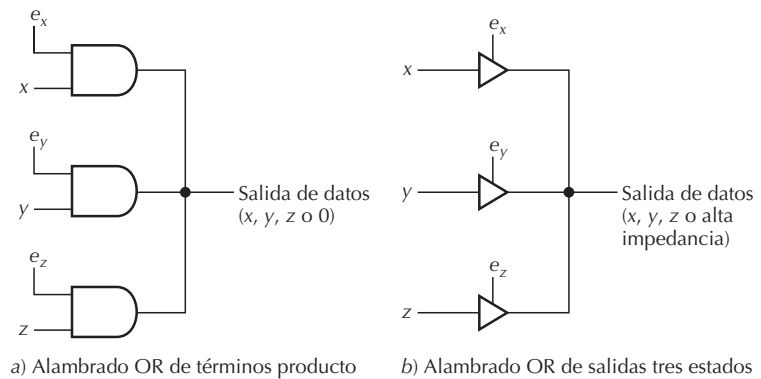 e_x
x
e_y
y
e_z
z
Salida de datos
(x, y, z o 0)
a) Alambrado OR de términos producto
e_x
x
e_y
y
e_z
z
Salida de datos
(x, y, z o alta
impedancia)
b) Alambrado OR de salidas tres estados